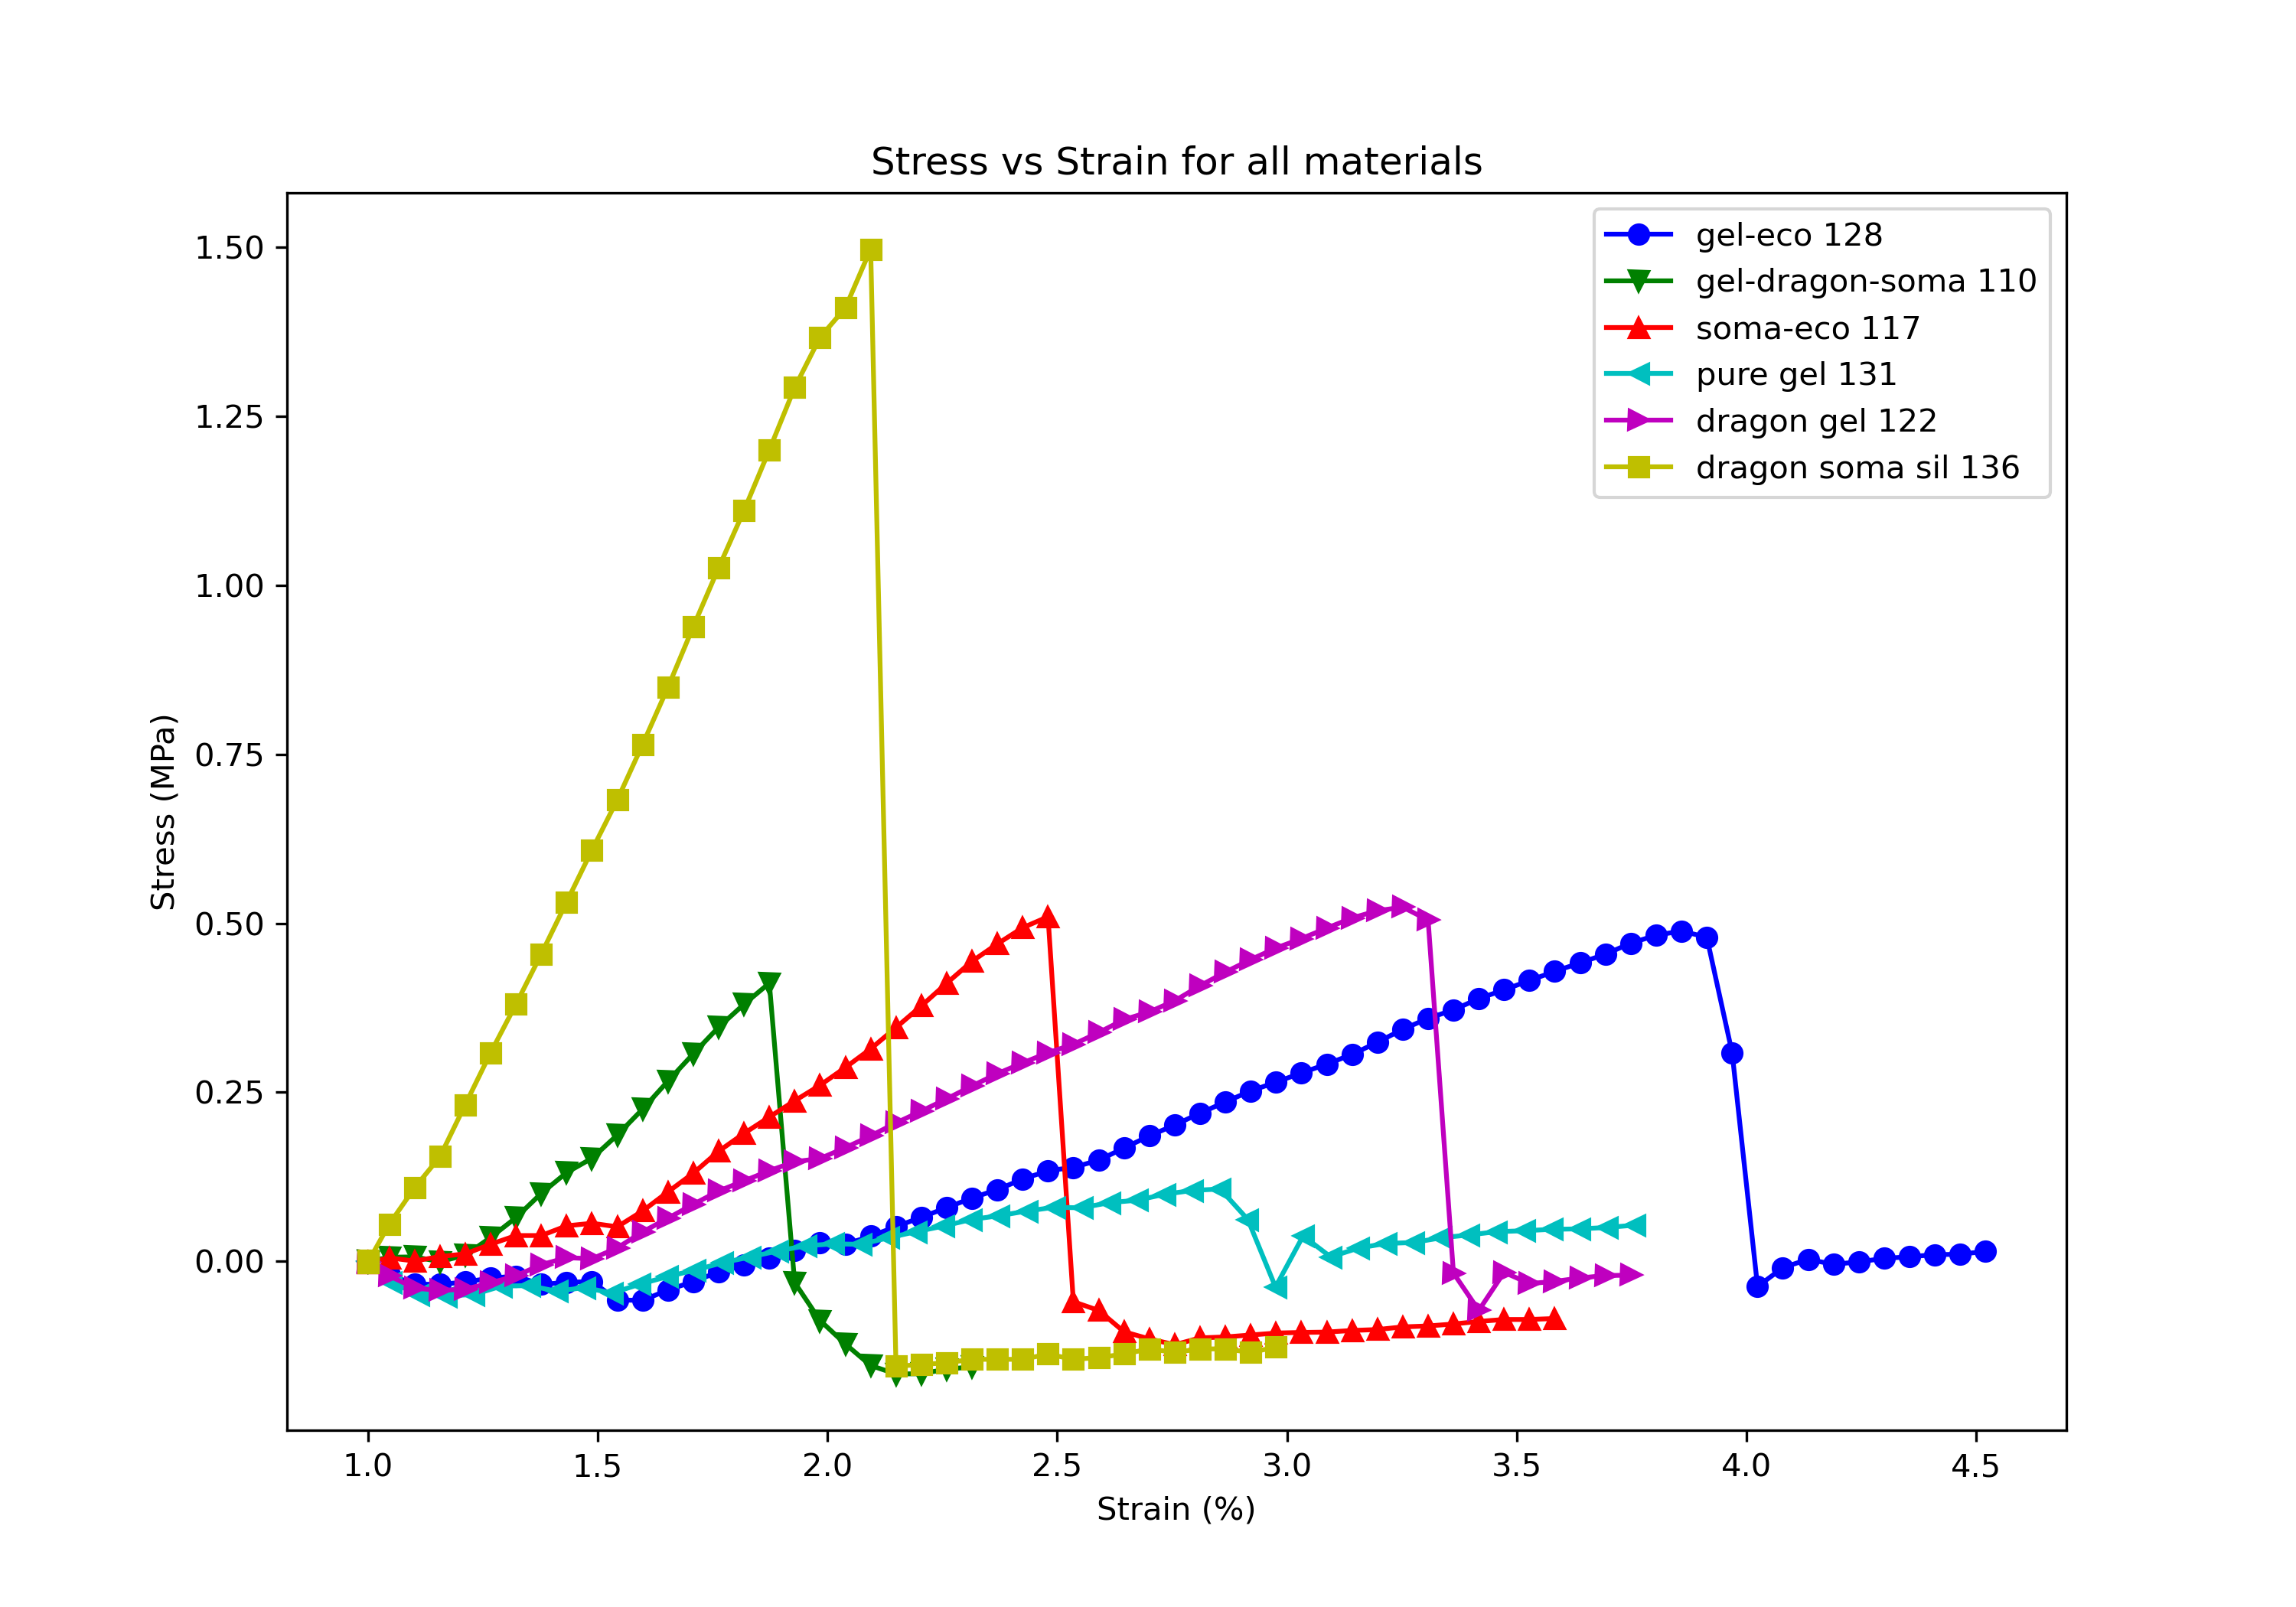 Stress vs Strain for all materials
gel-eco 128
gel-dragon-soma 110
soma-eco 117
pure gel 131
dragon gel 122
dragon soma sil 136
1.50
1.25
1.00
0.75
0.50
0.25
0.00
Stress (MPa)
1.0 1.5 2.0 2.5 3.0 3.5 4.0 4.5
Strain (%)